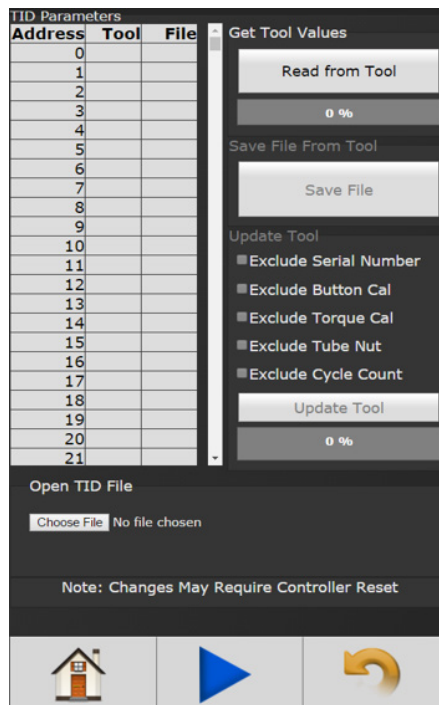 TID Parameters
Address Tool File
0
1
2
3
4
5
6
7
8
9
10
11
12
13
14
15
16
17
18
19
20
21
Get Tool Values
Read from Tool
0 %
Save File From Tool
Save File
Update Tool
Exclude Serial Number
Exclude Button Cal
Exclude Torque Cal
Exclude Tube Nut
Exclude Cycle Count
Update Tool
0 %
Open TID File
Choose File No file chosen
Note: Changes May Require Controller Reset